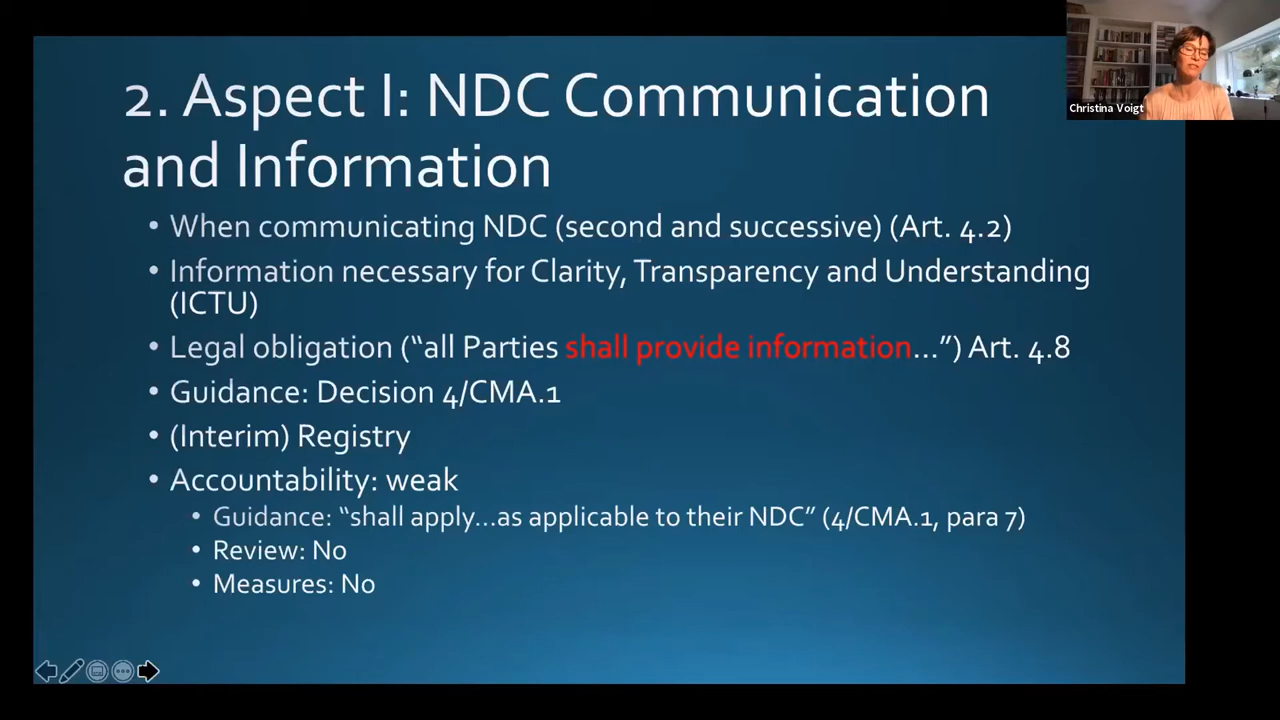 Christina Voigt
2. Aspect I: NDC Communication
and Information
• When communicating NDC (second and successive) (Art. 4.2)
• Information necessary for Clarity, Transparency and Understanding
(ICTU)
• Legal obligation (“all Parties shall provide information…”) Art. 4.8
• Guidance: Decision 4/CMA.1
• (Interim) Registry
• Accountability: weak
• Guidance: “shall apply…as applicable to their NDC” (4/CMA.1, para 7)
• Review: No
• Measures: No